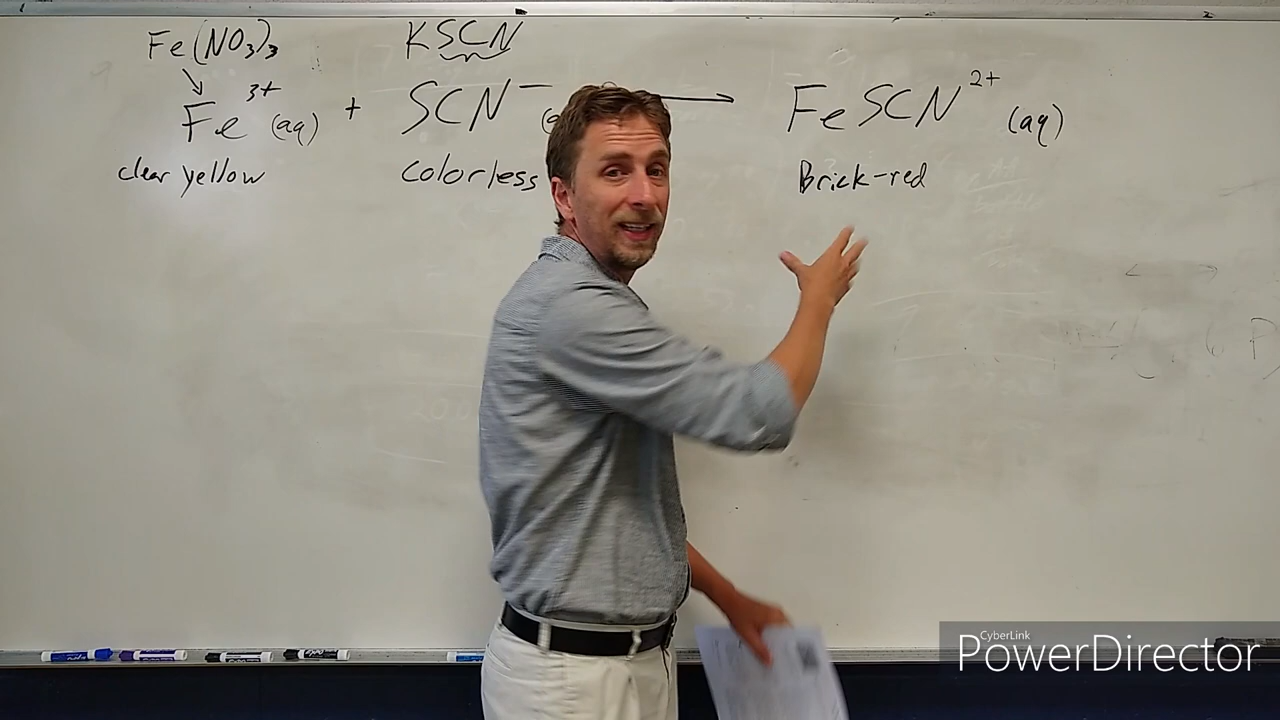 Fe(NO3)3 KSCN
Fe3+ (aq) + SCN− → FeSCN2+ (aq)
clear yellow colorless Brick-red
CyberLink
PowerDirector